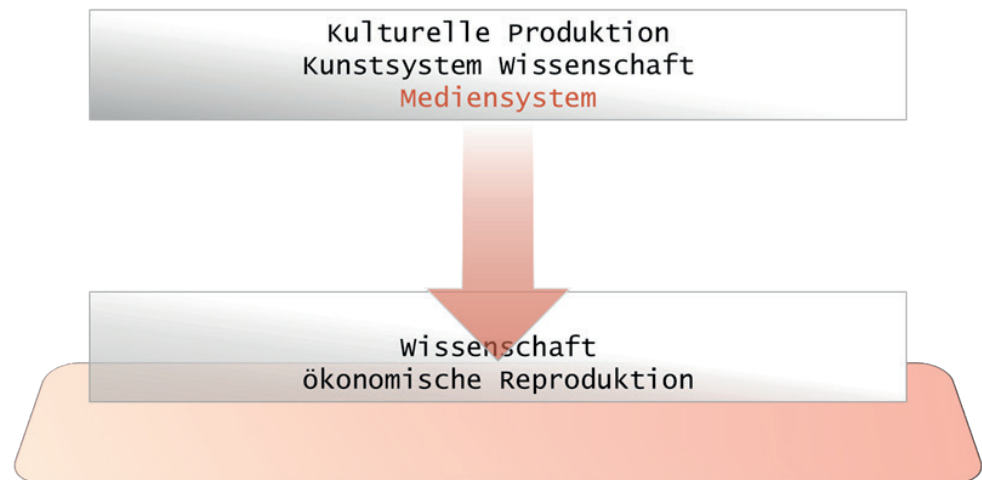 Kulturelle Produktion
Kunstsystem Wissenschaft
Mediensystem
Wissenschaft
ökonomische Reproduktion